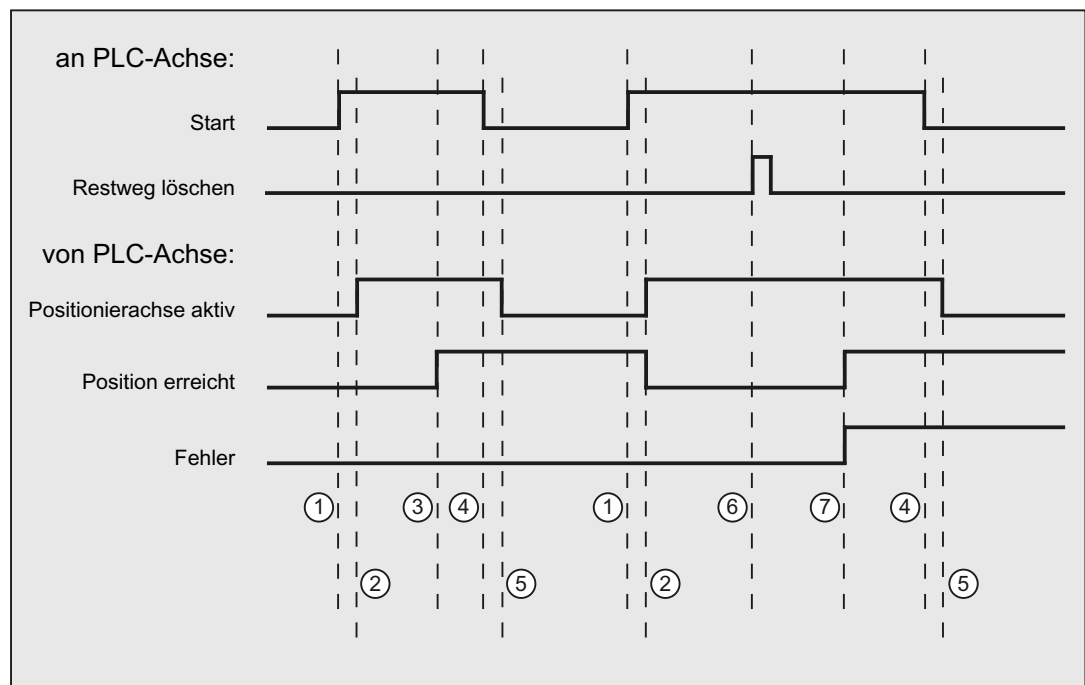 an PLC-Achse:
Start
Restweg löschen
von PLC-Achse:
Positionierachse aktiv
Position erreicht
Fehler
1 3 4 1 6 7 4
2 5 2 5